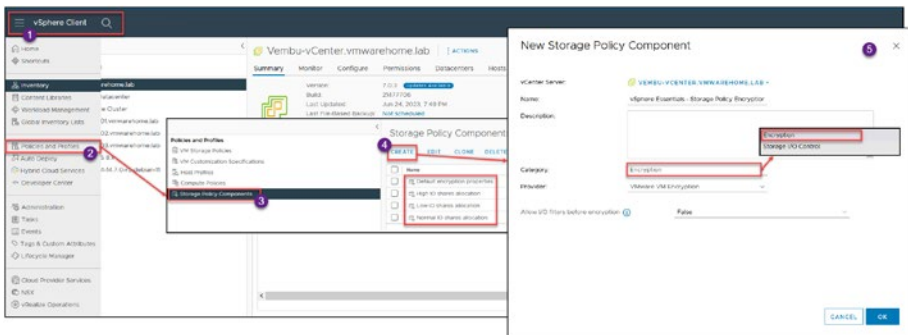 vSphere Client
1
Home
Shortcuts
Inventory
Content Libraries
Workload Management
Global Inventory Lists
Policies and Profiles
2
Auto Deploy
Hybrid Cloud Services
Developer Center
Administration
Tasks
Events
Tags & Custom Attributes
Lifecycle Manager
Cloud Provider Services
NSX
vRealize Operations
Vembu-vCenter.vmwarehome.lab
ACTIONS
Summary
Monitor
Configure
Permissions
Datacenters
Hosts
Version:
Build:
Last Updated:
Jun 24, 2023, 7:49 PM
Last File-Based Backup:
Not scheduled
Policies and Profiles
VM Storage Policies
VM Customization Specifications
Host Profiles
Compute Policies
Storage Policy Components
3
Storage Policy Component
4
CREATE
EDIT
CLONE
DELETE
Name
Default encryption properties
High IO shares allocation
Low IO shares allocation
Normal IO shares allocation
New Storage Policy Component
5
vCenter Server:
VEMBU-VCENTER.VMWAREHOME.LAB
Name:
vSphere Essentials - Storage Policy Encryption
Description:
Encryption
Storage I/O Control
Category:
Encryption
Provider:
VMware VM Encryption
Allow I/O filters before encryption
False
CANCEL
OK